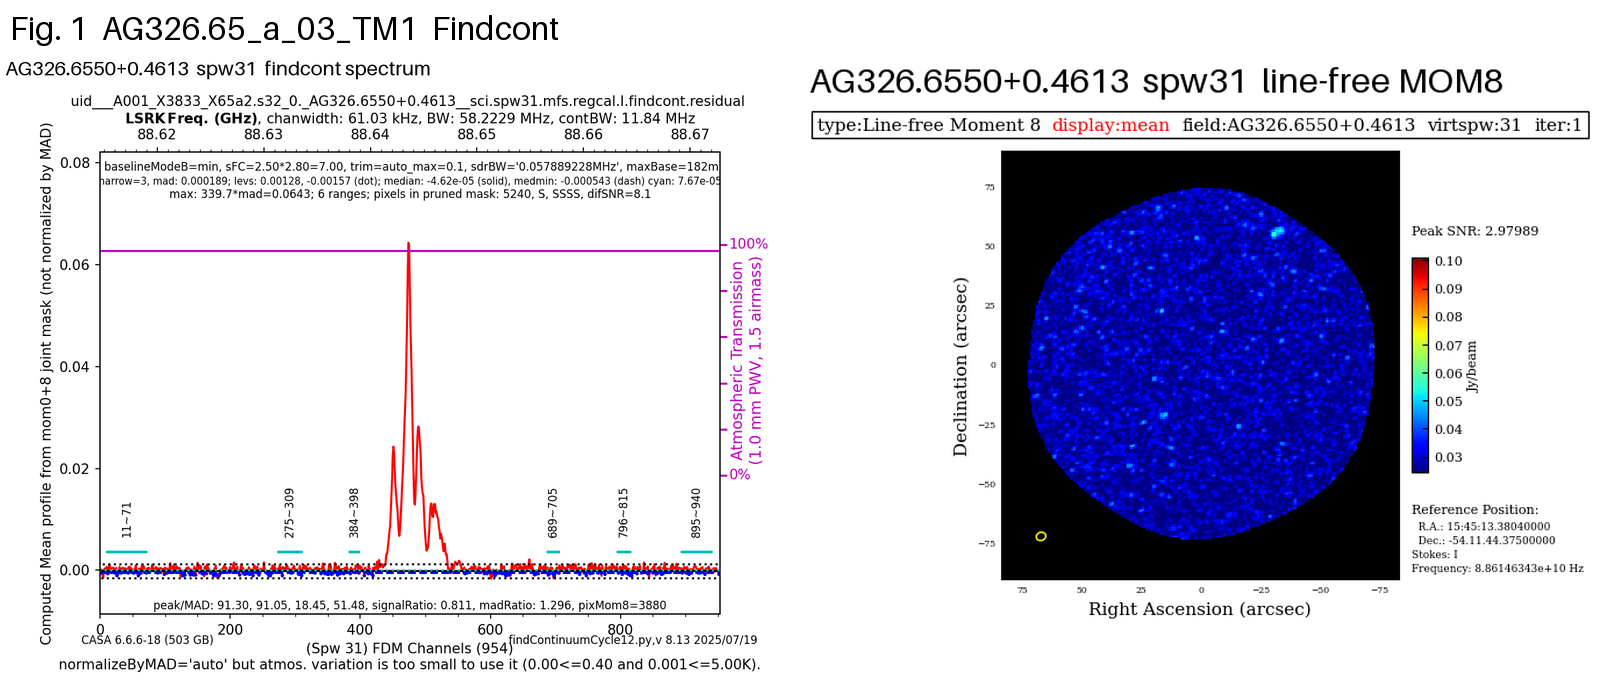 Fig. 1 AG326.65_a_03_TM1 Findcont
AG326.6550+0.4613 spw31 findcont spectrum
uid___A001_X3833_X65a2.s32_0._AG326.6550+0.4613__sci.spw31.mfs.regcal.I.findcont.residual
LSRK Freq. (GHz), chanwidth: 61.03 kHz, BW: 58.2229 MHz, contBW: 11.84 MHz
88.62 88.63 88.64 88.65 88.66 88.67
baselineModeB=min, sFC=2.50*2.80=7.00, trim=auto_max=0.1, sdrBW='0.057889228MHz', maxBase=182m
narrow=3, mad: 0.000189; levs: 0.00128, -0.00157 (dot); median: -4.62e-05 (solid), medmin: -0.000543 (dash) cyan: 7.67e-05
max: 339.7*mad=0.0643; 6 ranges; pixels in pruned mask: 5240, S, SSSS, difSNR=8.1
Computed Mean profile from mom0+8 joint mask (not normalized by MAD)
0.08
0.06
0.04
0.02
0.00
100%
0%
Atmospheric Transmission
(1.0 mm PWV, 1.5 airmass)
11~71
275~309
384~398
689~705
796~815
895~940
peak/MAD: 91.30, 91.05, 18.45, 51.48, signalRatio: 0.811, madRatio: 1.296, pixMom8=3880
0 200 400 600 800
CASA 6.6.6-18 (503 GB)
findContinuumCycle12.py,v 8.13 2025/07/19
(Spw 31) FDM Channels (954)
normalizeByMAD='auto' but atmos. variation is too small to use it (0.00<=0.40 and 0.001<=5.00K).
AG326.6550+0.4613 spw31 line-free MOM8
type:Line-free Moment 8 display:mean field:AG326.6550+0.4613 virtspw:31 iter:1
Declination (arcsec)
75
50
25
0
−25
−50
−75
75 50 25 0 −25 −50 −75
Right Ascension (arcsec)
Peak SNR: 2.97989
0.10
0.09
0.08
0.07
0.06
0.05
0.04
0.03
Jy/beam
Reference Position:
R.A.: 15:45:13.38040000
Dec.: -54.11.44.37500000
Stokes: I
Frequency: 8.86146343e+10 Hz